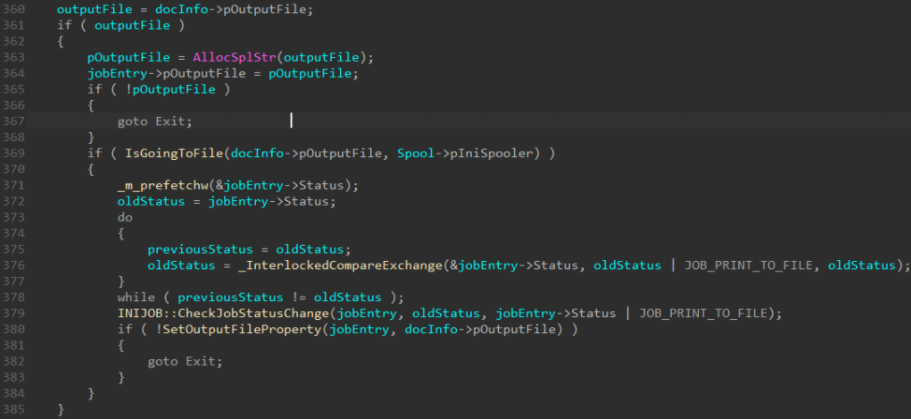 360 outputFile = docInfo->pOutputFile;
361 if ( outputFile )
362 {
363 pOutputFile = AllocSplStr(outputFile);
364 jobEntry->pOutputFile = pOutputFile;
365 if ( !pOutputFile )
366 {
367 goto Exit;
368 }
369 if ( IsGoingToFile(docInfo->pOutputFile, Spool->pIniSpooler) )
370 {
371 _m_prefetchw(&jobEntry->Status);
372 oldStatus = jobEntry->Status;
373 do
374 {
375 previousStatus = oldStatus;
376 oldStatus = _InterlockedCompareExchange(&jobEntry->Status, oldStatus | JOB_PRINT_TO_FILE, oldStatus);
377 }
378 while ( previousStatus != oldStatus );
379 INIJOB::CheckJobStatusChange(jobEntry, oldStatus, jobEntry->Status | JOB_PRINT_TO_FILE);
380 if ( !SetOutputFileProperty(jobEntry, docInfo->pOutputFile) )
381 {
382 goto Exit;
383 }
384 }
385 }